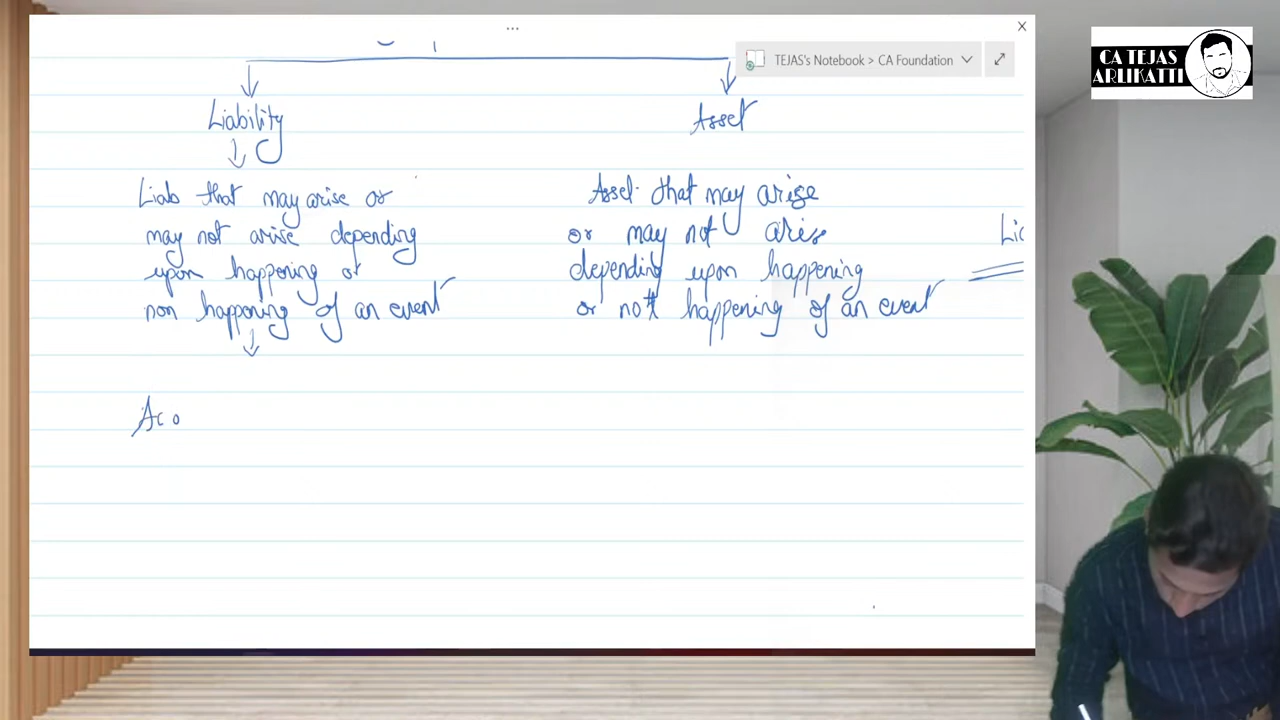 ...
TEJAS's Notebook > CA Foundation
CA TEJAS
ARLIKATTI
Liability
Asset
Liab that may arise or
may not arise depending
upon happening or
non happening of an event
Asset that may arise
or may not arise
depending upon happening
or not happening of an event
Aco